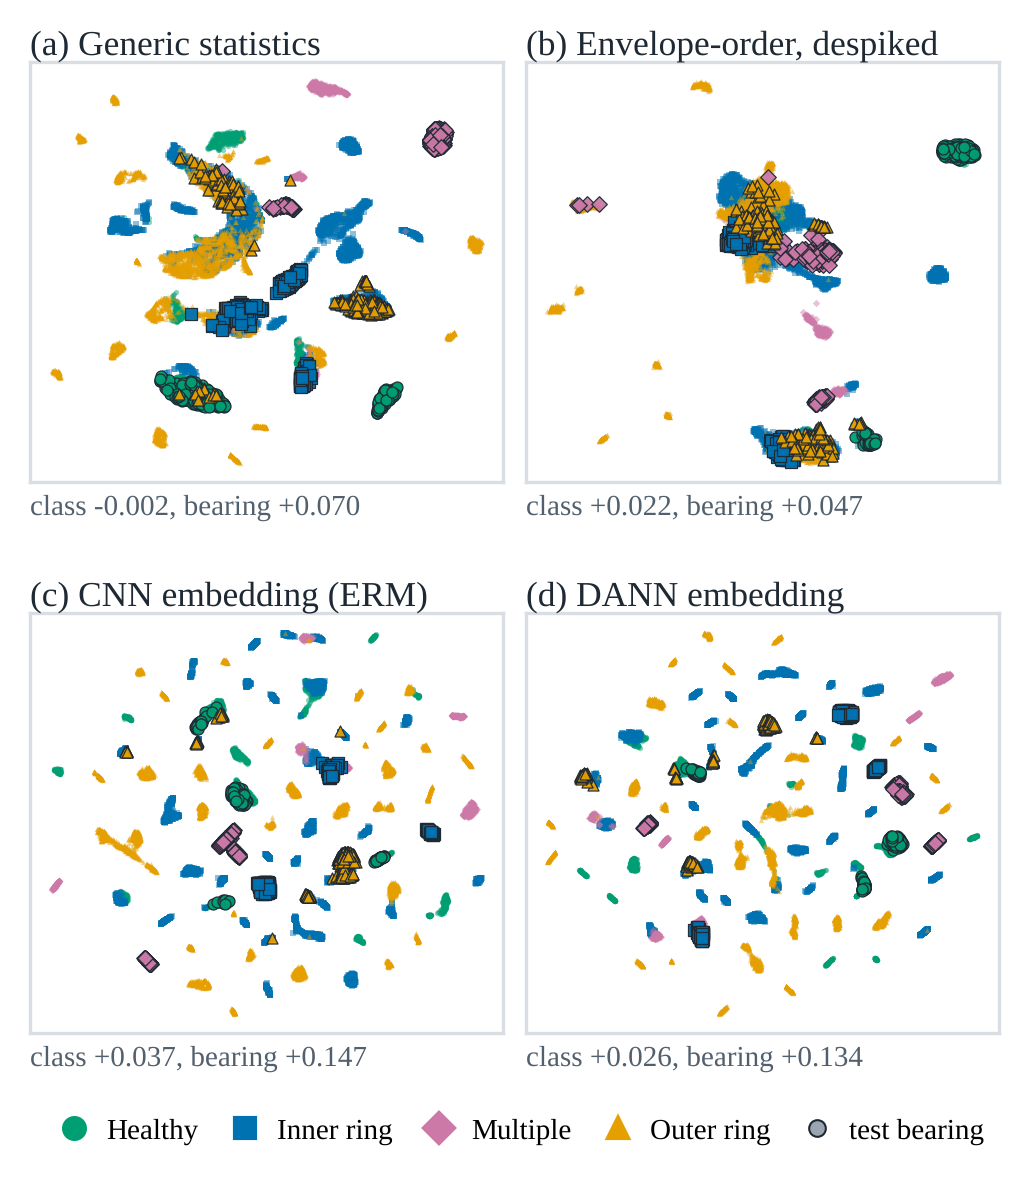 (a) Generic statistics
(b) Envelope-order, despiked
class -0.002, bearing +0.070
class +0.022, bearing +0.047
(c) CNN embedding (ERM)
(d) DANN embedding
class +0.037, bearing +0.147
class +0.026, bearing +0.134
Healthy Inner ring Multiple Outer ring test bearing